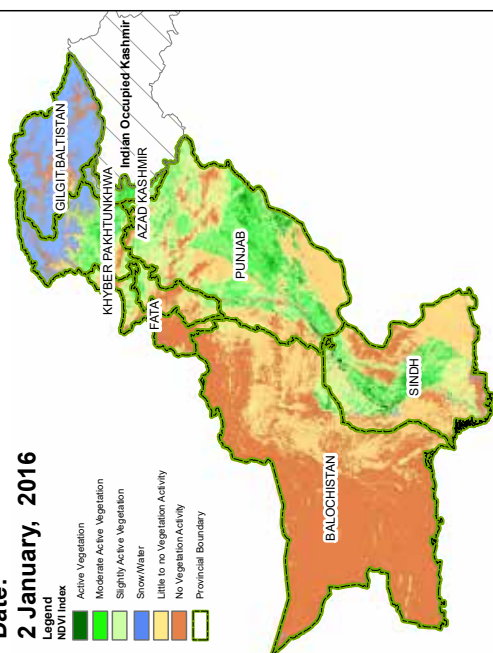 Date:
2 January, 2016
Legend
NDVI Index
Active Vegetation
Moderate Active Vegetation
Slightly Active Vegetation
Snow/Water
Little to no Vegetation Activity
No Vegetation Activity
Provincial Boundary
GILGIT BALTISTAN
KHYBER PAKHTUNKHWA
Indian Occupied Kashmir
AZAD KASHMIR
FATA
PUNJAB
BALOCHISTAN
SINDH